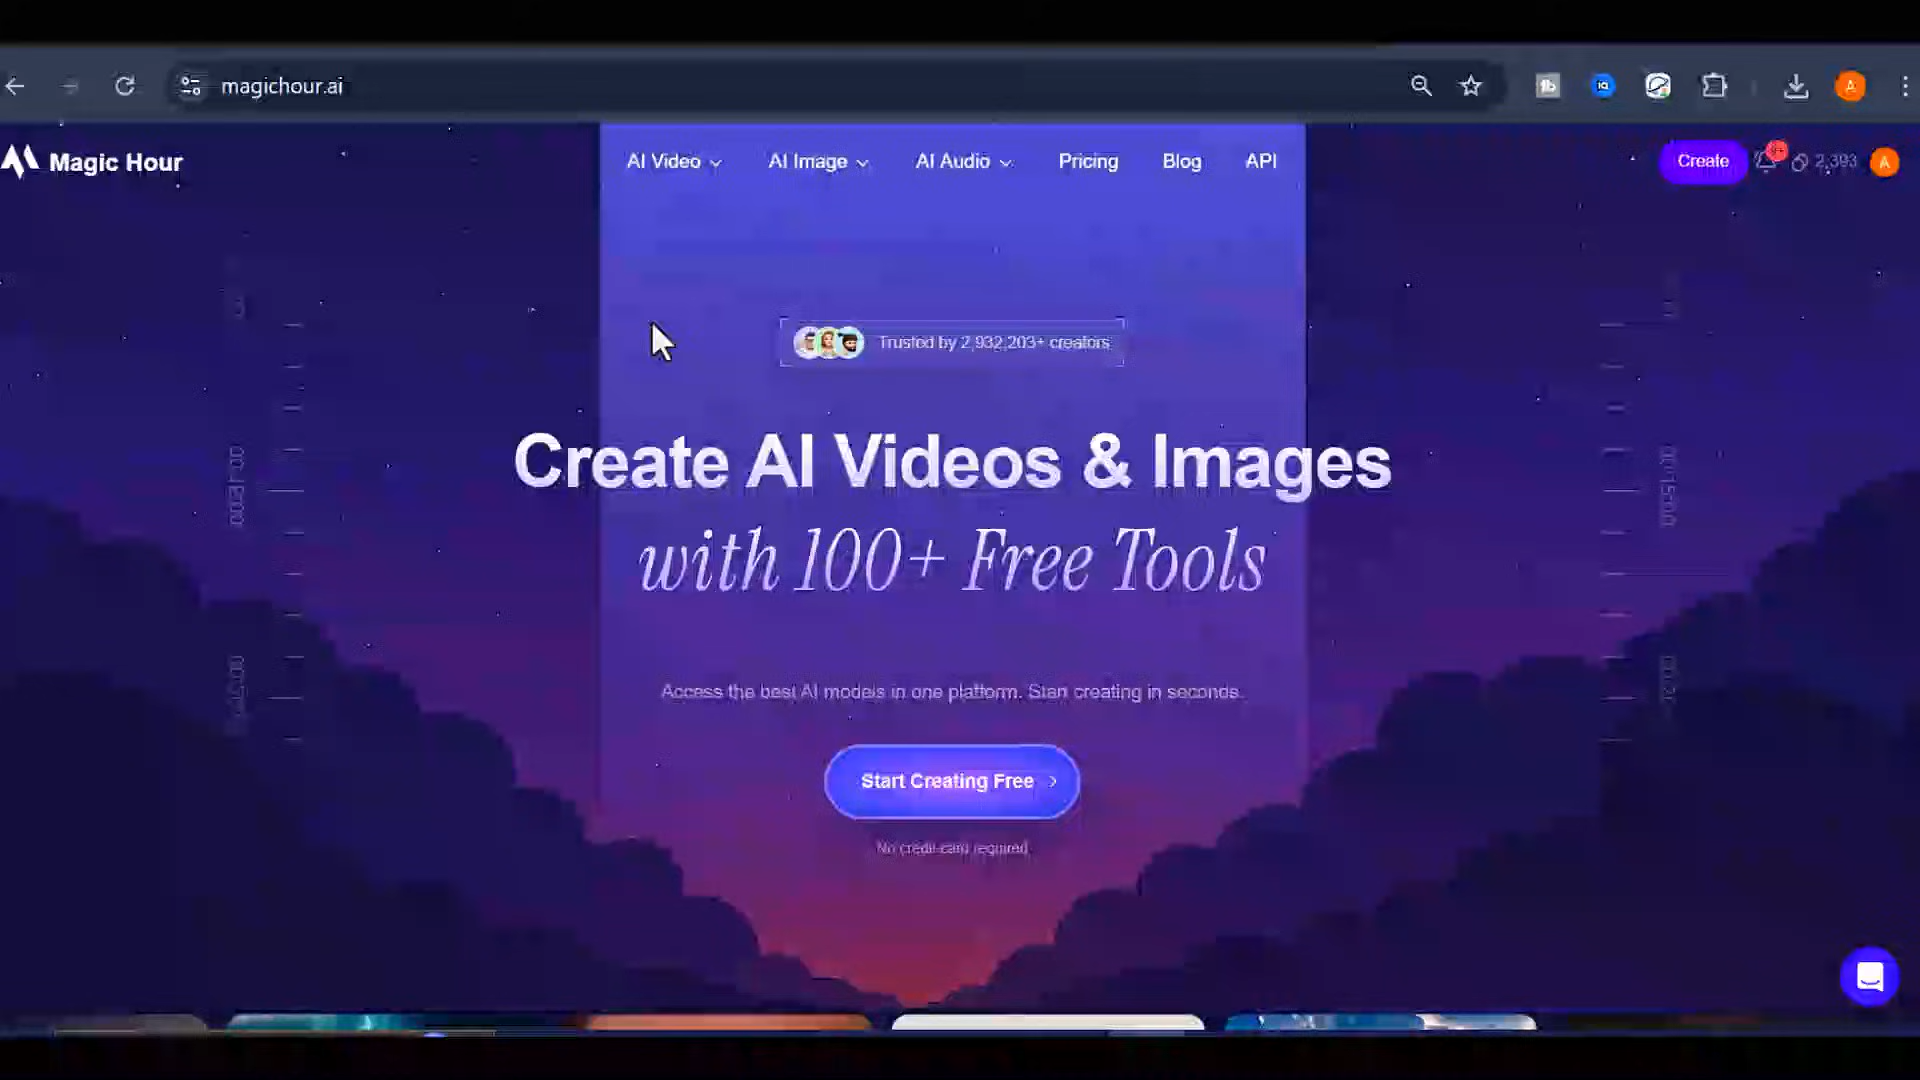 magichour.ai
Magic Hour
AI Video
AI Image
AI Audio
Pricing
Blog
API
Create
9+
2,393
A
A
Trusted by 2,932,203+ creators
Create AI Videos & Images
with 100+ Free Tools
Access the best AI models in one platform. Start creating in seconds.
Start Creating Free
No credit card required